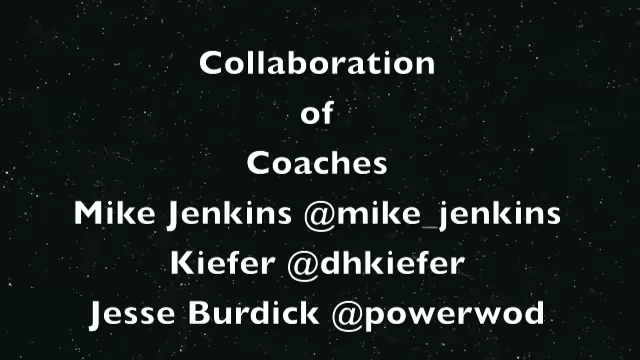 Collaboration
of
Coaches
Mike Jenkins @mike_jenkins
Kiefer @dhkiefer
Jesse Burdick @powerwod